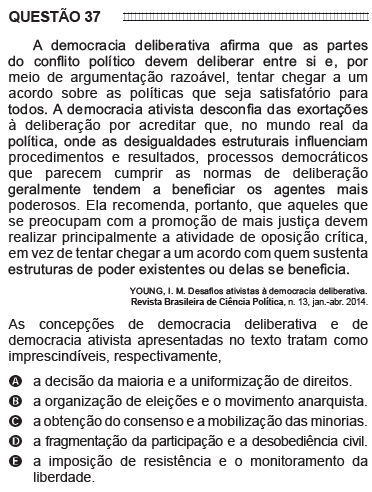 QUESTÃO 37
A democracia deliberativa afirma que as partes
do conflito político devem deliberar entre si e, por
meio de argumentação razoável, tentar chegar a um
acordo sobre as políticas que seja satisfatório para
todos. A democracia ativista desconfia das exortações
à deliberação por acreditar que, no mundo real da
política, onde as desigualdades estruturais influenciam
procedimentos e resultados, processos democráticos
que parecem cumprir as normas de deliberação
geralmente tendem a beneficiar os agentes mais
poderosos. Ela recomenda, portanto, que aqueles que
se preocupam com a promoção de mais justiça devem
realizar principalmente a atividade de oposição crítica,
em vez de tentar chegar a um acordo com quem sustenta
estruturas de poder existentes ou delas se beneficia.
YOUNG, I. M. Desafios ativistas à democracia deliberativa.
Revista Brasileira de Ciência Política, n. 13, jan.-abr. 2014.
As concepções de democracia deliberativa e de
democracia ativista apresentadas no texto tratam como
imprescindíveis, respectivamente,
A a decisão da maioria e a uniformização de direitos.
B a organização de eleições e o movimento anarquista.
C a obtenção do consenso e a mobilização das minorias.
D a fragmentação da participação e a desobediência civil.
E a imposição de resistência e o monitoramento da
liberdade.